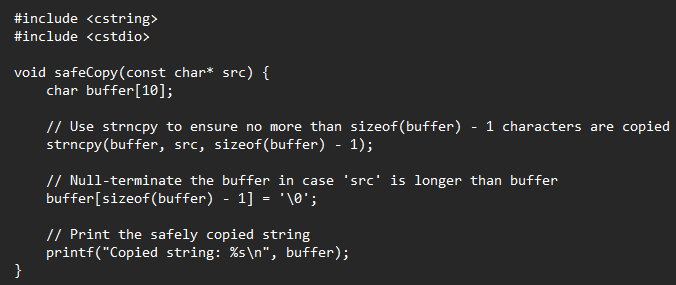 #include <cstring>
#include <cstdio>
void safeCopy(const char* src) {
    char buffer[10];
    // Use strncpy to ensure no more than sizeof(buffer) - 1 characters are copied
    strncpy(buffer, src, sizeof(buffer) - 1);
    // Null-terminate the buffer in case 'src' is longer than buffer
    buffer[sizeof(buffer) - 1] = '\0';
    // Print the safely copied string
    printf("Copied string: %s\n", buffer);
}